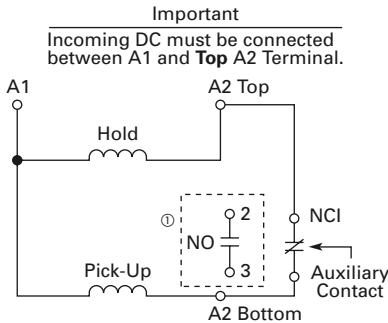 Important
Incoming DC must be connected
between A1 and Top A2 Terminal.
A1
A2 Top
Hold
①
2
NO
3
NCI
Pick-Up
Auxiliary
Contact
A2 Bottom